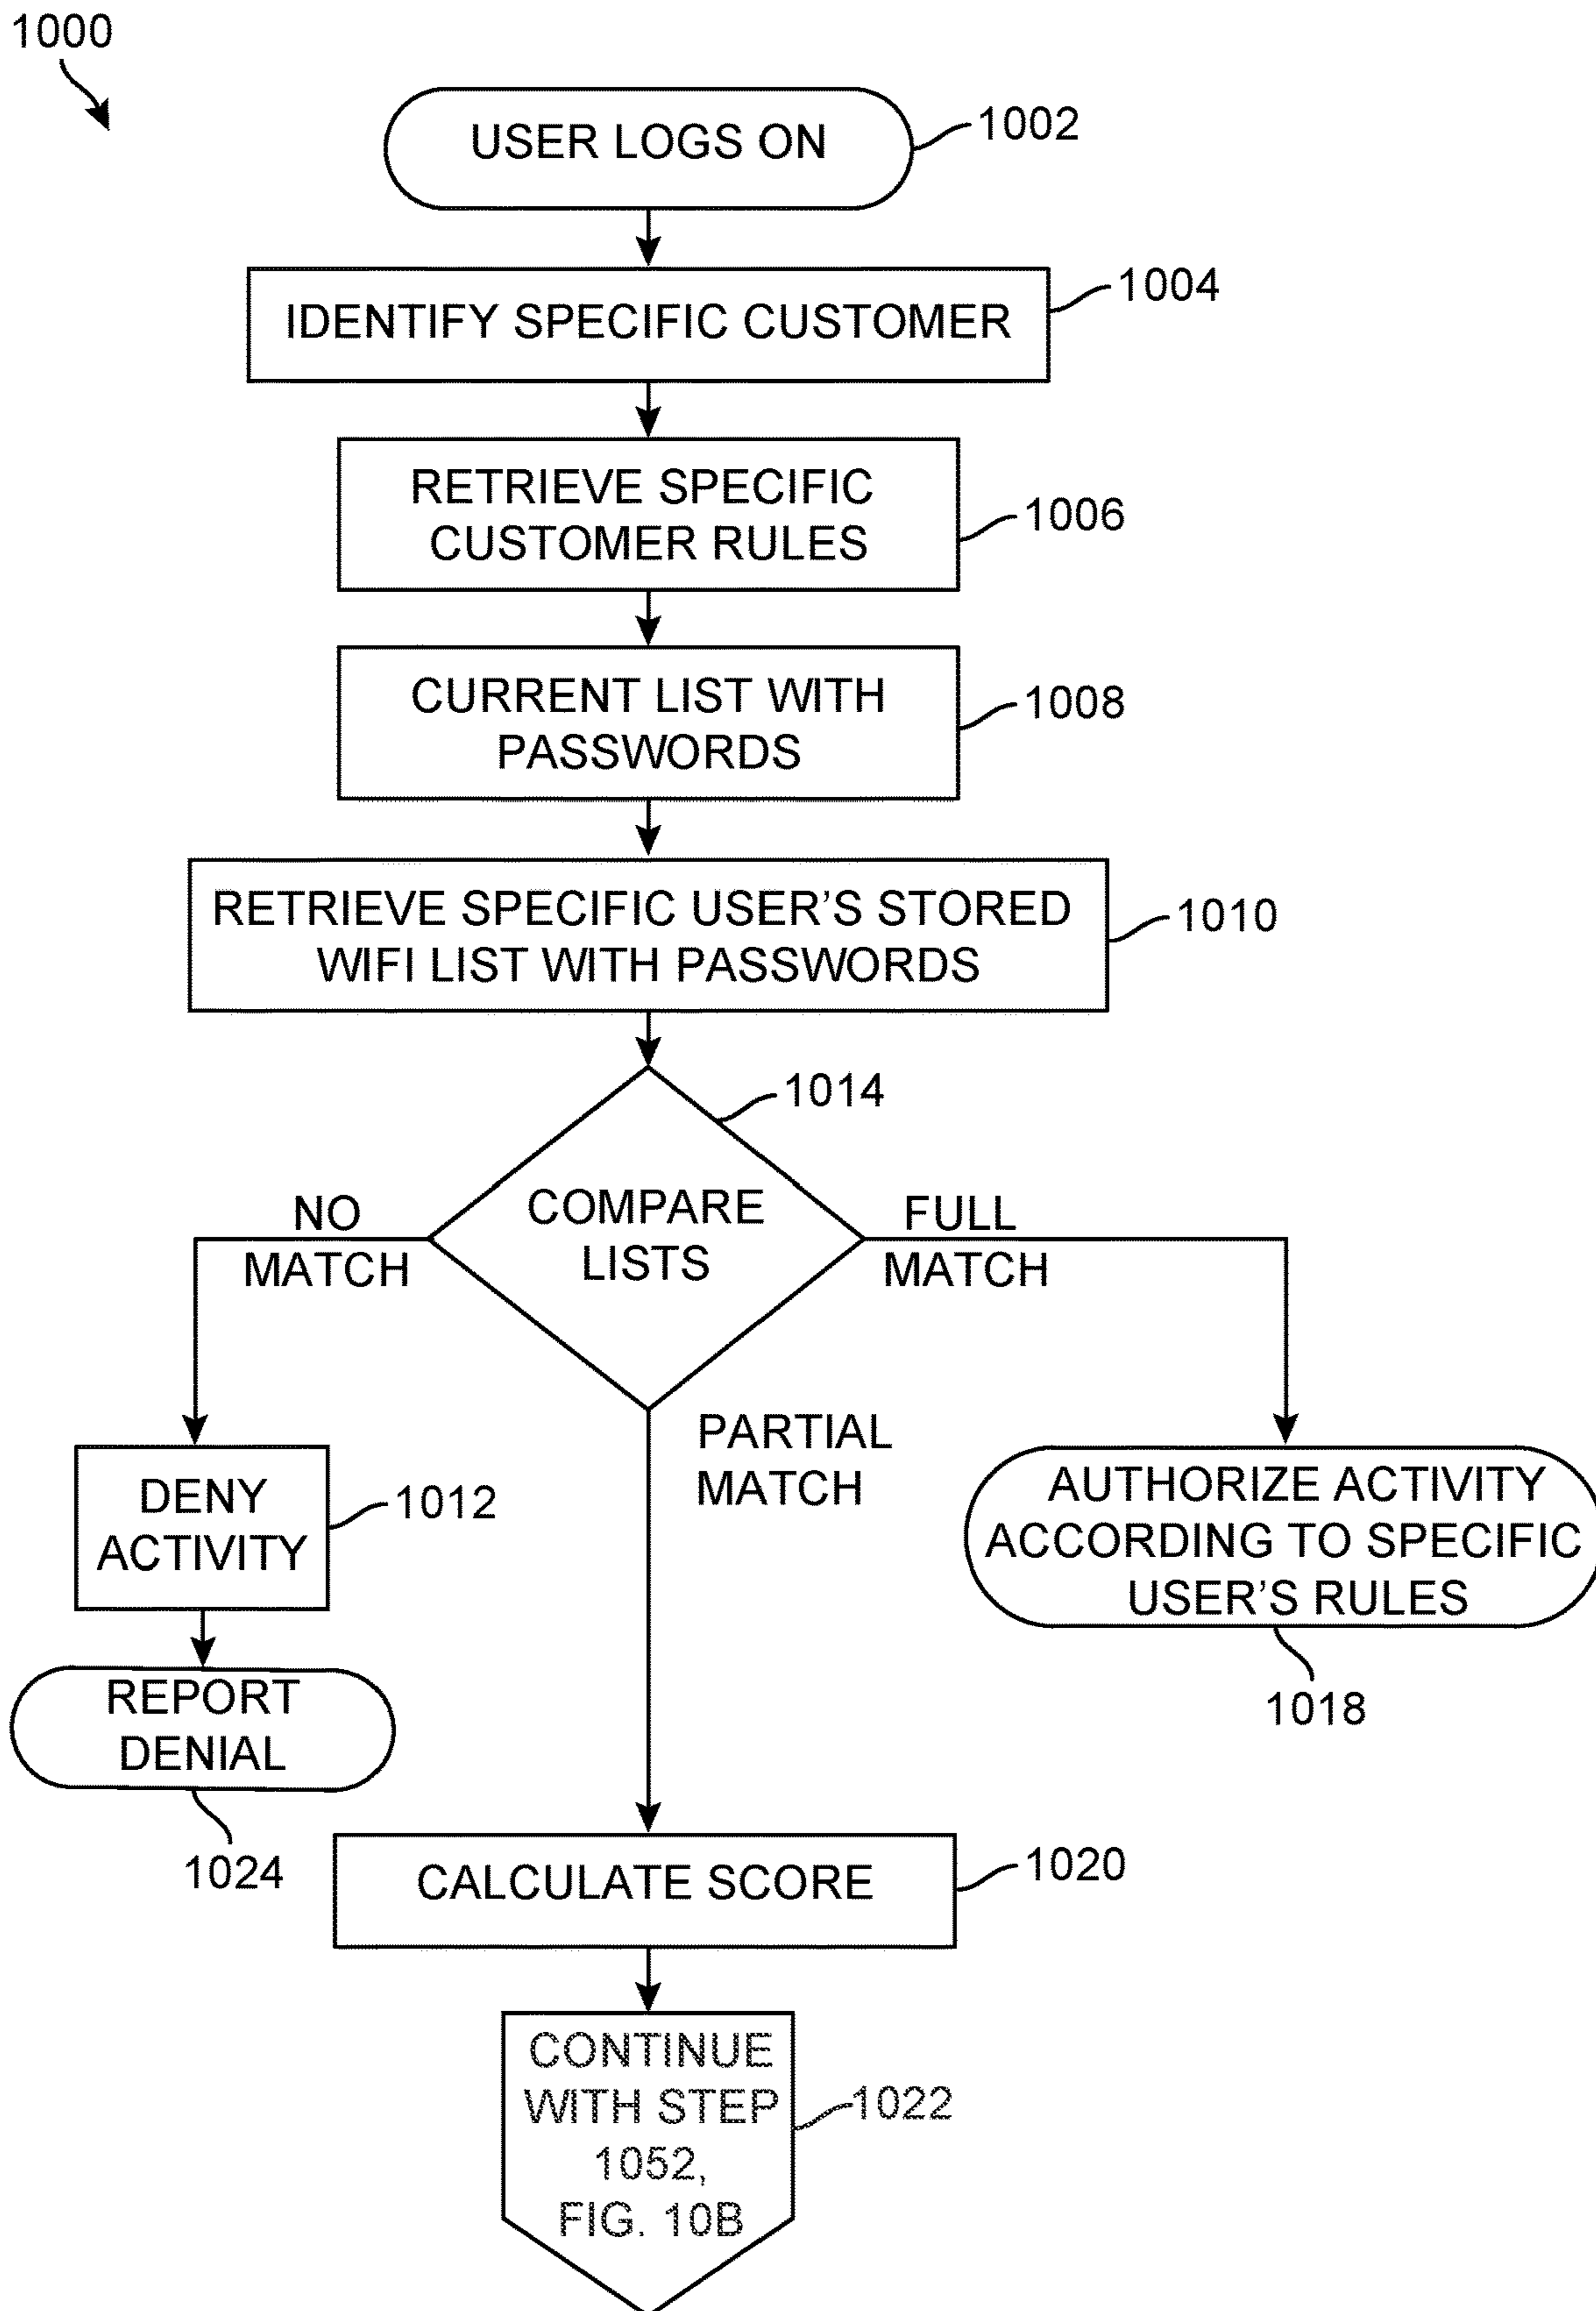 1000
USER LOGS ON
1002
IDENTIFY SPECIFIC CUSTOMER
1004
RETRIEVE SPECIFIC
CUSTOMER RULES
1006
CURRENT LIST WITH
PASSWORDS
1008
RETRIEVE SPECIFIC USER'S STORED
WIFI LIST WITH PASSWORDS
1010
1014
COMPARE
LISTS
NO
MATCH
FULL
MATCH
PARTIAL
MATCH
DENY
ACTIVITY
1012
AUTHORIZE ACTIVITY
ACCORDING TO SPECIFIC
USER'S RULES
1018
REPORT
DENIAL
1024
CALCULATE SCORE
1020
CONTINUE
WITH STEP
1052,
FIG. 10B
1022